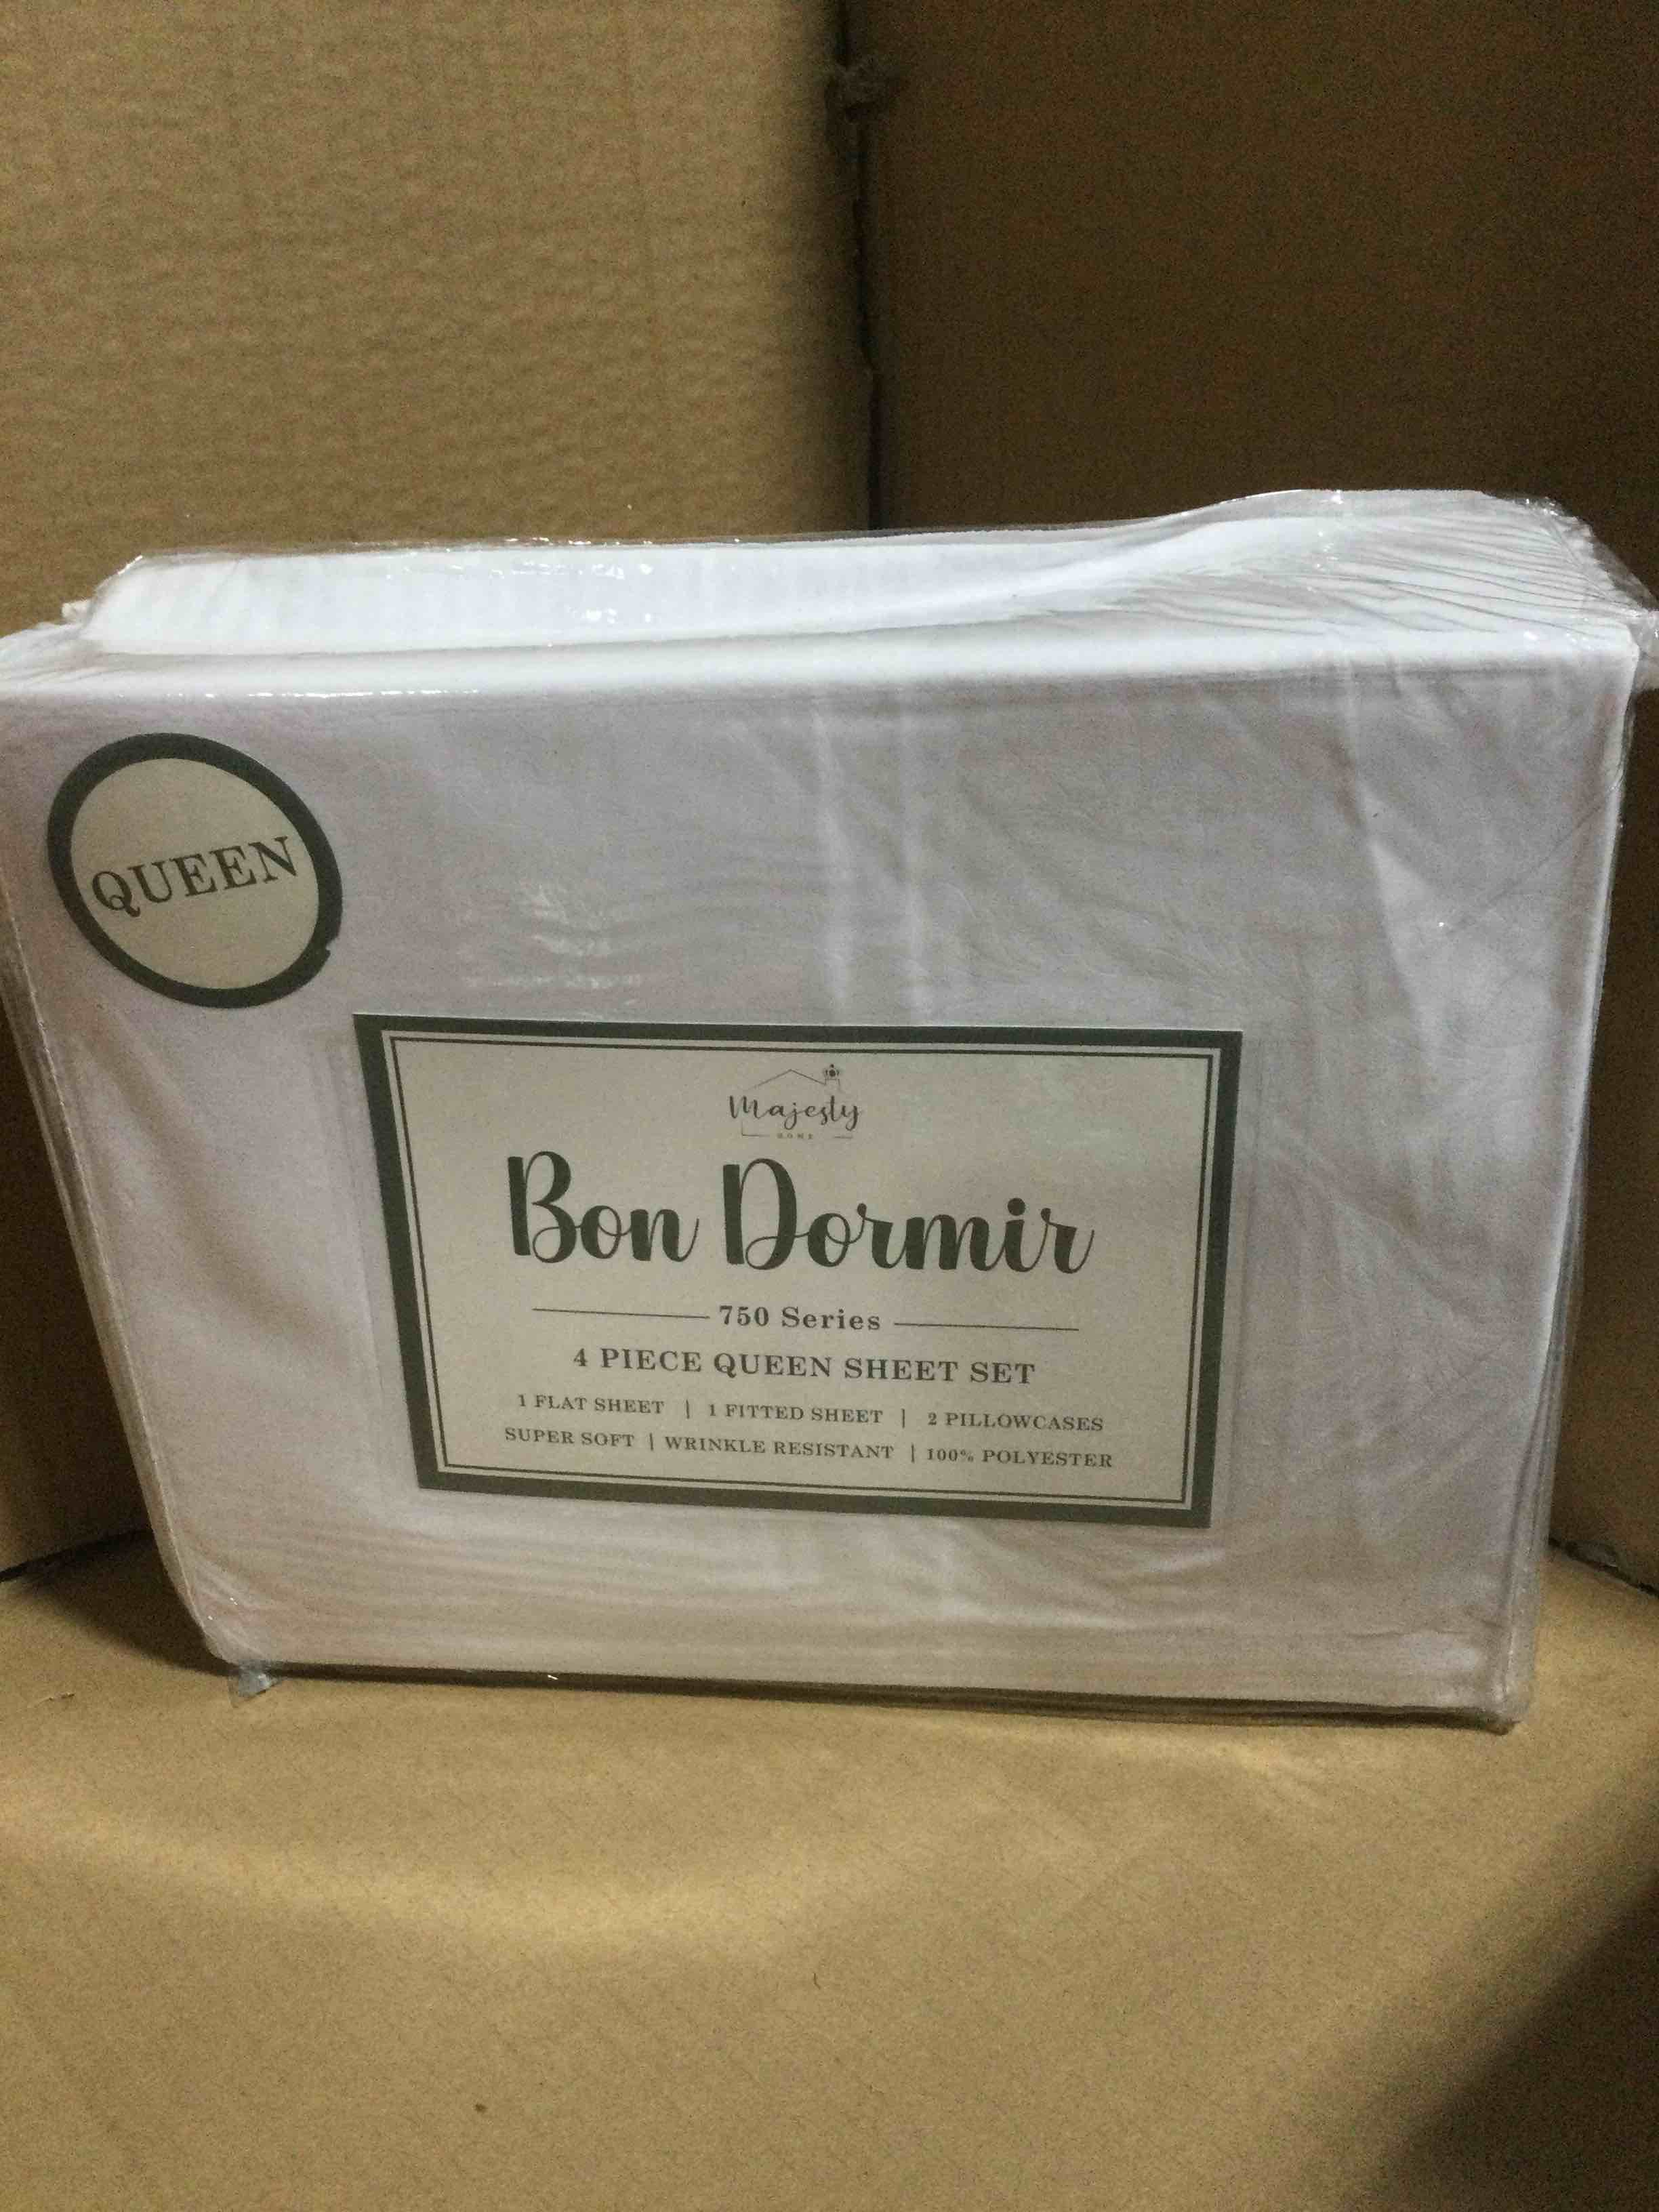 QUEEN
Majesty
HOME
Bon Dormir
750 Series
4 PIECE QUEEN SHEET SET
1 FLAT SHEET | 1 FITTED SHEET | 2 PILLOWCASES
SUPER SOFT | WRINKLE RESISTANT | 100% POLYESTER